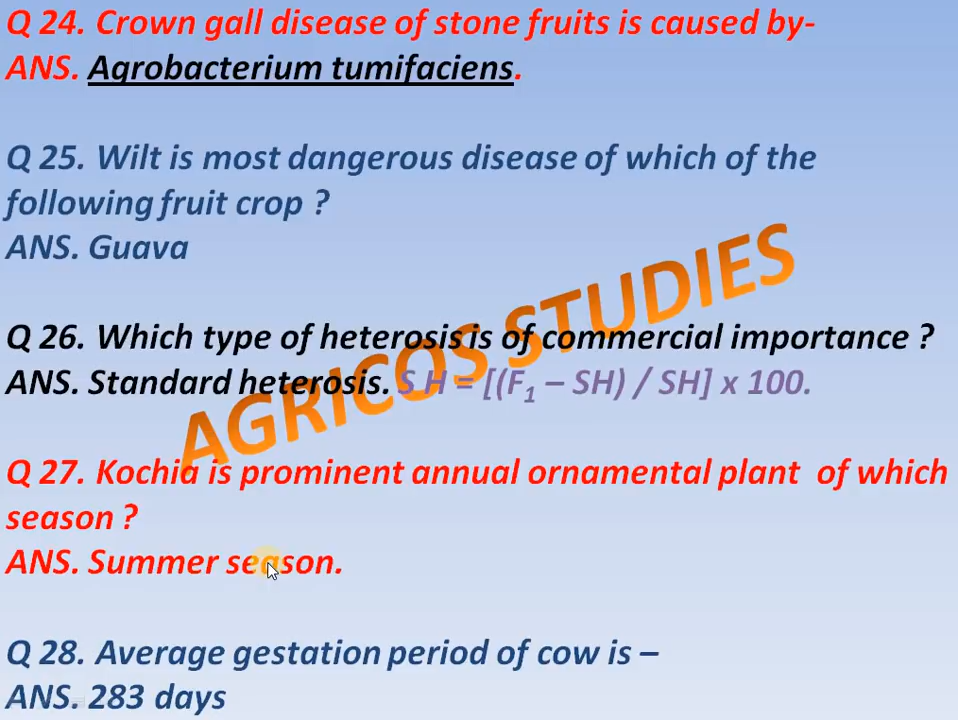 Q 24. Crown gall disease of stone fruits is caused by-
ANS. Agrobacterium tumifaciens.
Q 25. Wilt is most dangerous disease of which of the
following fruit crop ?
ANS. Guava
Q 26. Which type of heterosis is of commercial importance ?
ANS. Standard heterosis. S H = [(F₁ – SH) / SH] x 100.
AGRICOS STUDIES
Q 27. Kochia is prominent annual ornamental plant of which
season ?
ANS. Summer season.
Q 28. Average gestation period of cow is –
ANS. 283 days